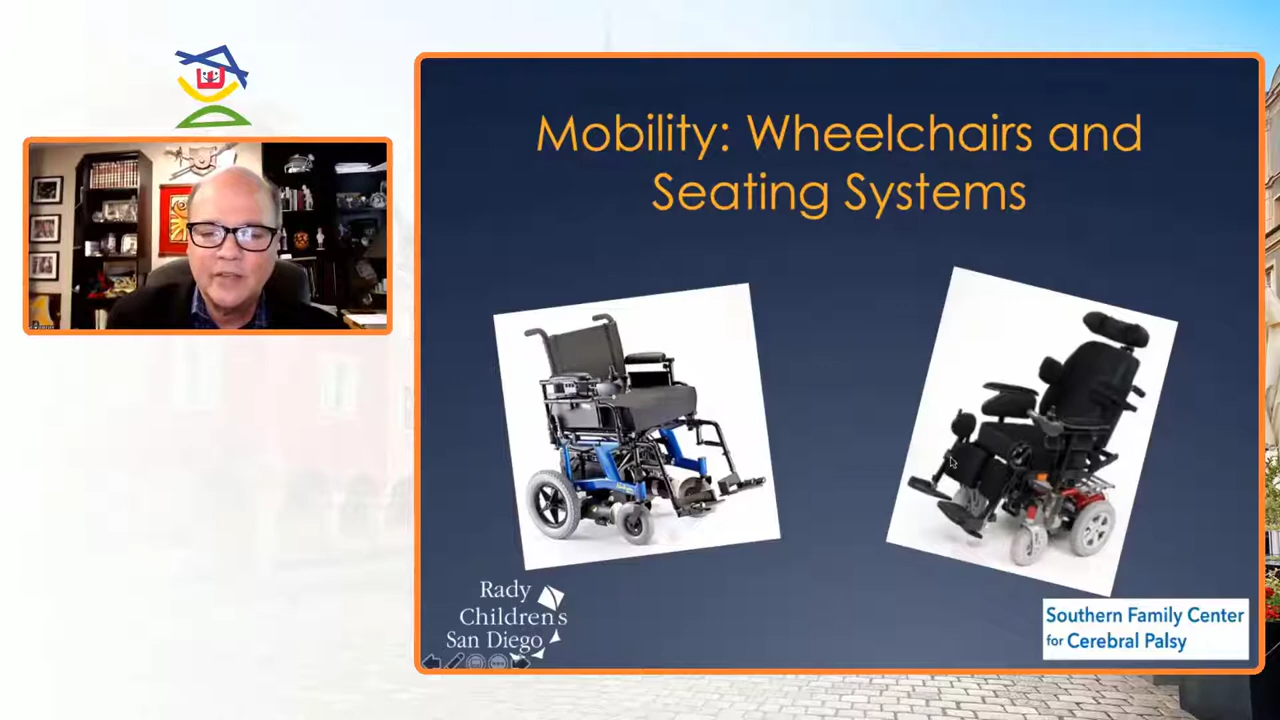 Mobility: Wheelchairs and
Seating Systems
Rady
Children's
San Diego
Southern Family Center
for Cerebral Palsy